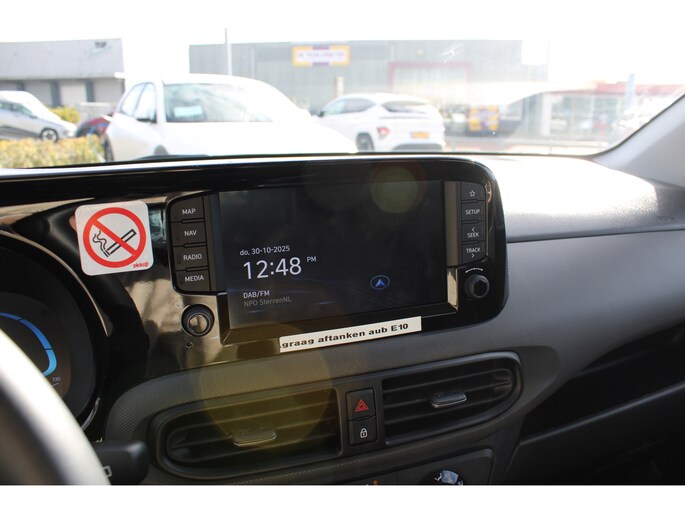 MAP
NAV
RADIO
MEDIA
do. 30-10-2025
12:48 PM
DAB/FM
NPO SterrenNL
SETUP
SEEK
TRACK
.graag aftanken aub E10